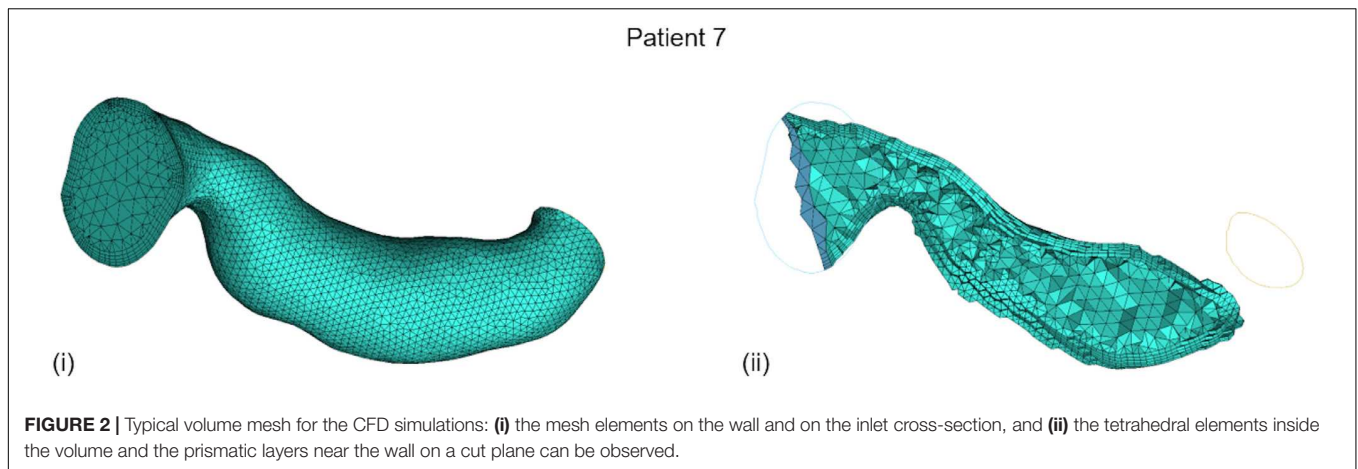 Patient 7
(i)
(ii)
FIGURE 2 | Typical volume mesh for the CFD simulations: (i) the mesh elements on the wall and on the inlet cross-section, and (ii) the tetrahedral elements inside
the volume and the prismatic layers near the wall on a cut plane can be observed.